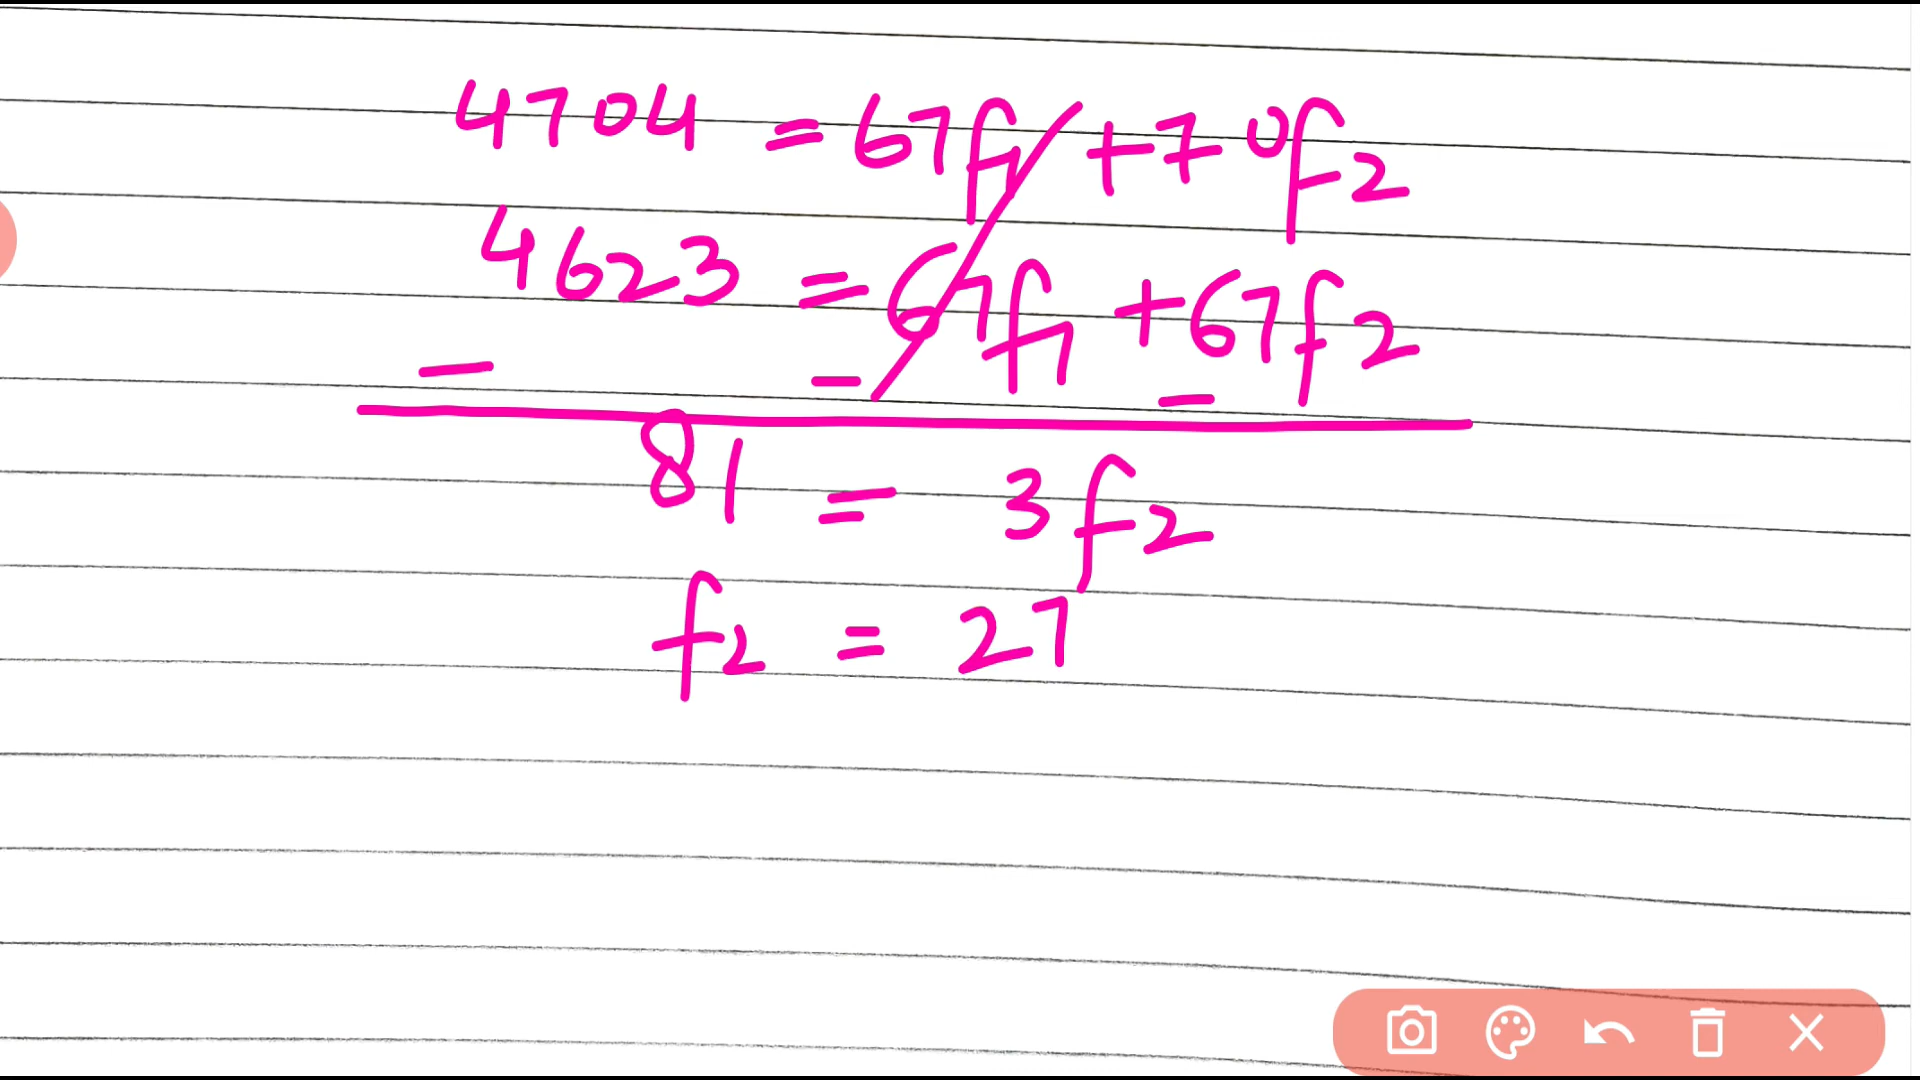 4704 = 67f1 + 70f2
4623 = 67f1 + 67f2
− − −
81 = 3f2
f2 = 27